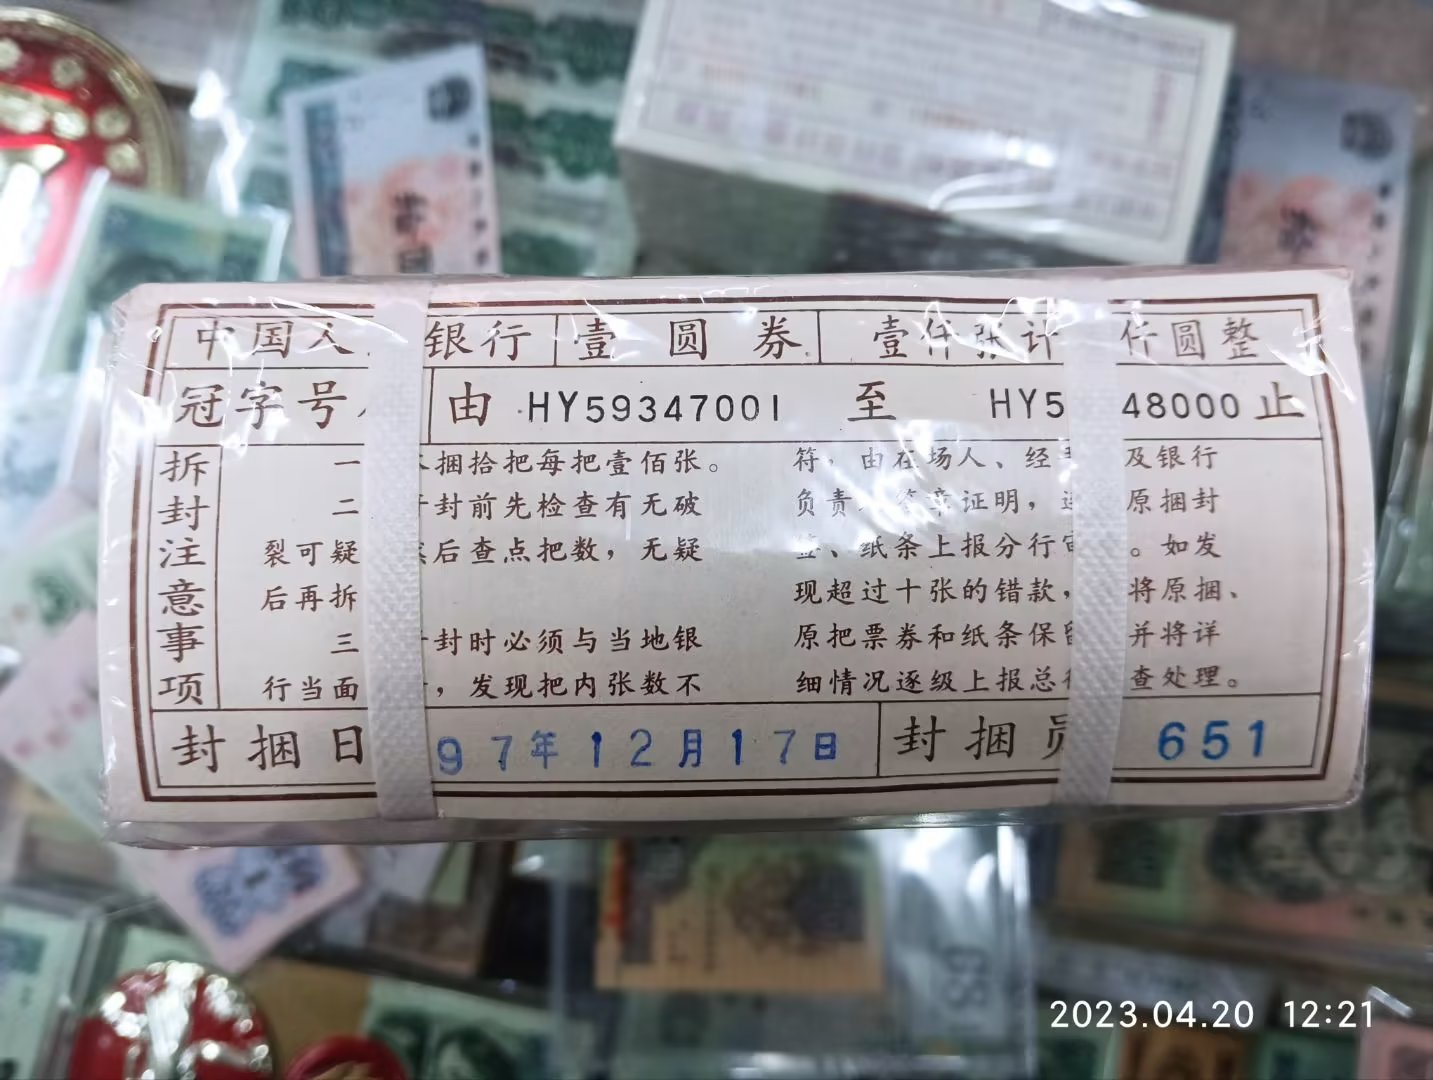 中国人 银行 壹圆券 壹仟张计 仟圆整
冠字号 由 HY59347001 至 HY5 48000 止
拆封注意事项
一 本捆拾把每把壹佰张。
二 封前先检查有无破
裂可疑 后查点把数，无疑
后再拆
三 封时必须与当地银
行当面 ，发现把内张数不
符，由在场人、经 及银行
负责 签章证明， 原捆封
签、纸条上报分行 。如发
现超过十张的错款， 将原捆、
原把票券和纸条保 并将详
细情况逐级上报总 查处理。
封捆日 97年12月17日 封捆员 651
2023.04.20 12:21